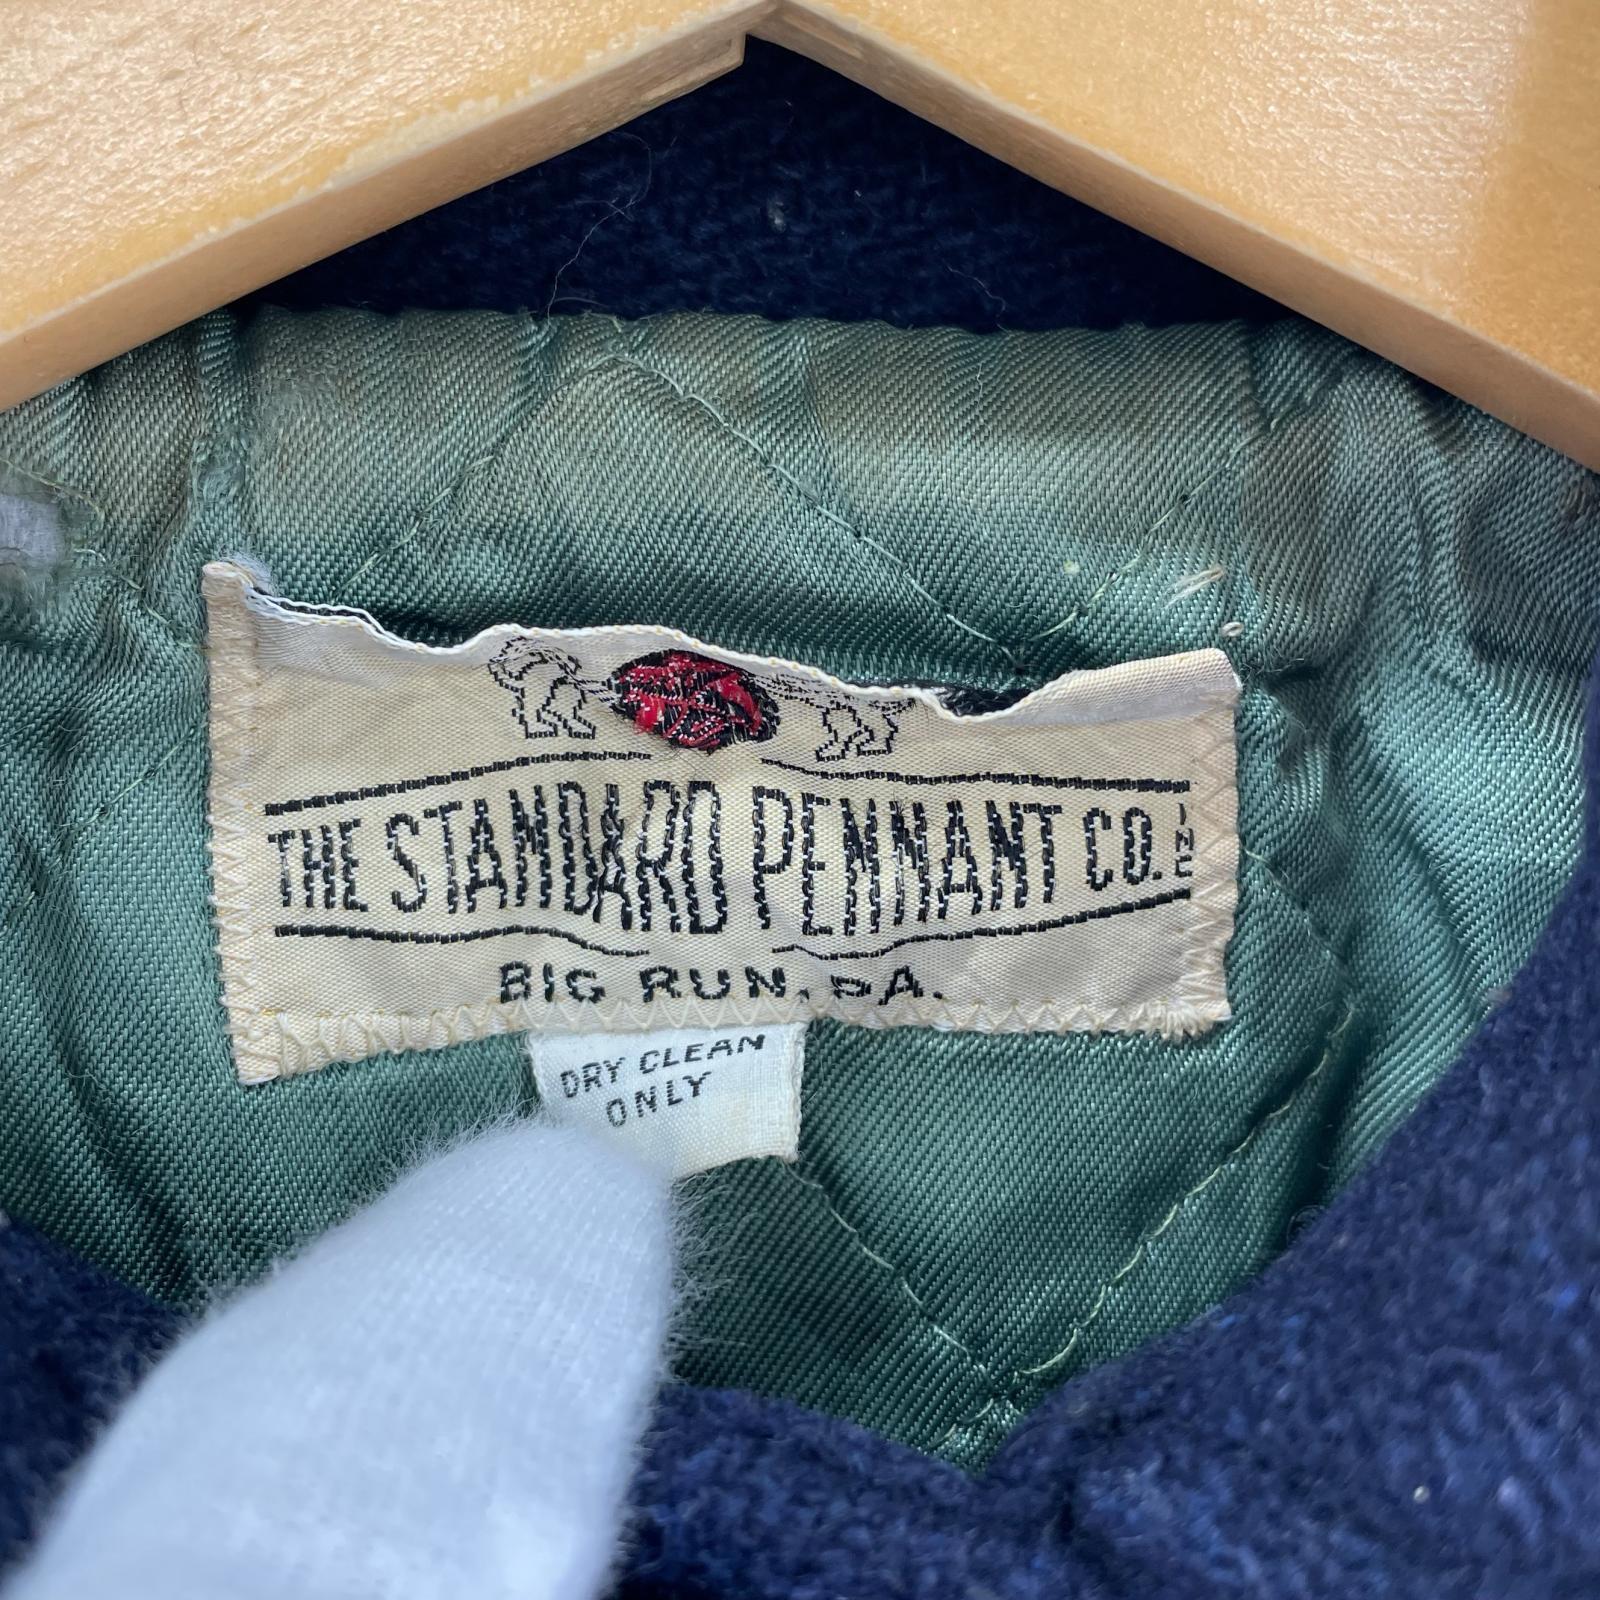 THE STANDARD PENNANT CO. INC
BIG RUN, PA.
DRY CLEAN
ONLY